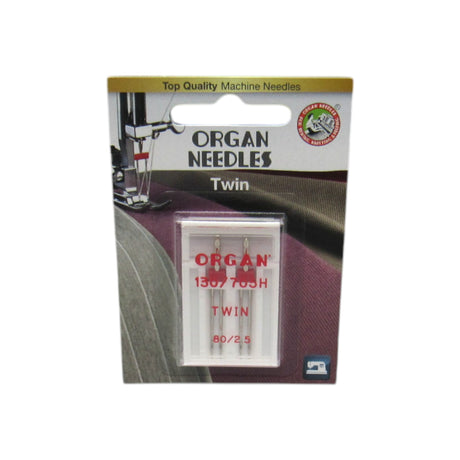 Top Quality Machine Needles
ORGAN
NEEDLES
Twin
ORGAN
130/705H
TWIN
80/2.5